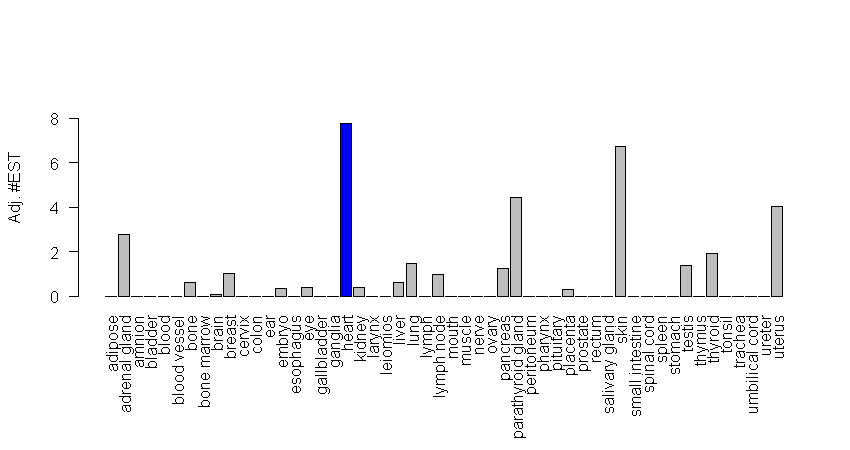 Adj. #EST
8
6
4
2
0
adipose
adrenal gland
amnion
bladder
blood
blood vessel
bone
bone marrow
brain
breast
cervix
colon
ear
embryo
esophagus
eye
gallbladder
ganglia
heart
kidney
larynx
leiomios
liver
lung
lymph
lymph node
mouth
muscle
nerve
ovary
pancreas
parathyroid gland
peritoneum
pharynx
pituitary
placenta
prostate
rectum
salivary gland
skin
small intestine
spinal cord
spleen
stomach
testis
thymus
thyroid
tonsil
trachea
umbilical cord
ureter
uterus